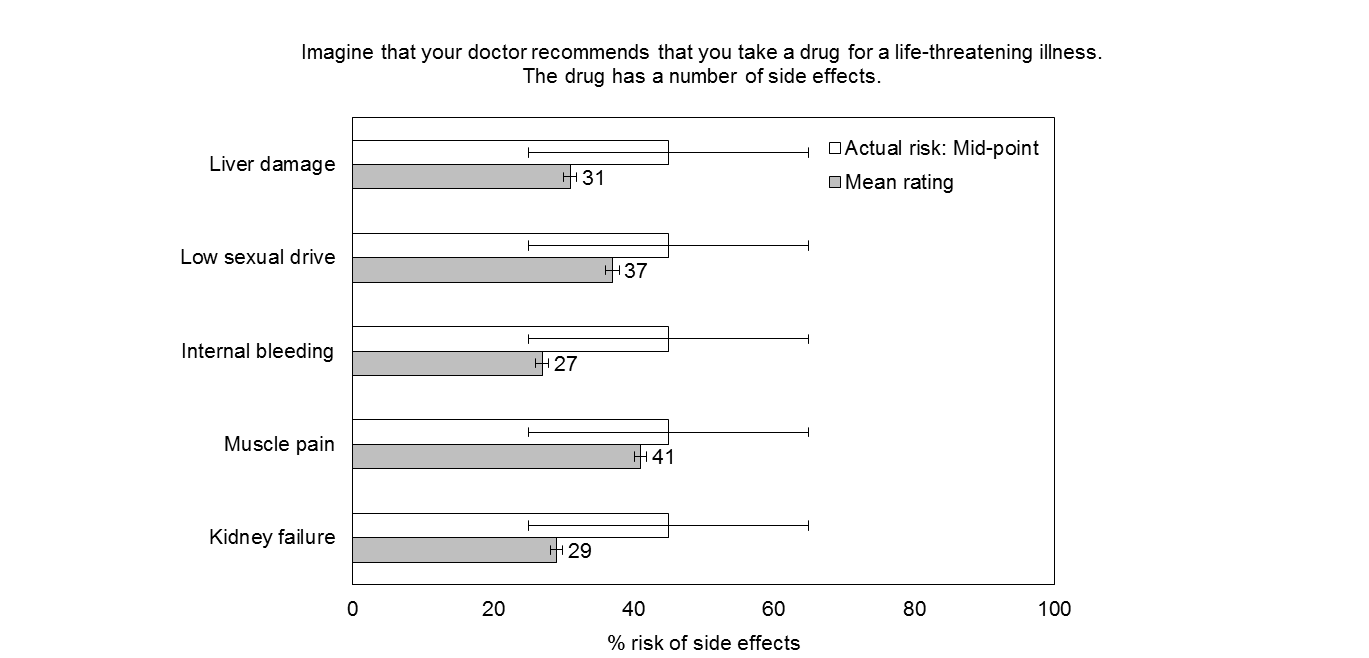 Imagine that your doctor recommends that you take a drug for a life-threatening illness.
The drug has a number of side effects.
Actual risk: Mid-point
Mean rating
Liver damage
31
Low sexual drive
37
Internal bleeding
27
Muscle pain
41
Kidney failure
29
0 20 40 60 80 100
% risk of side effects